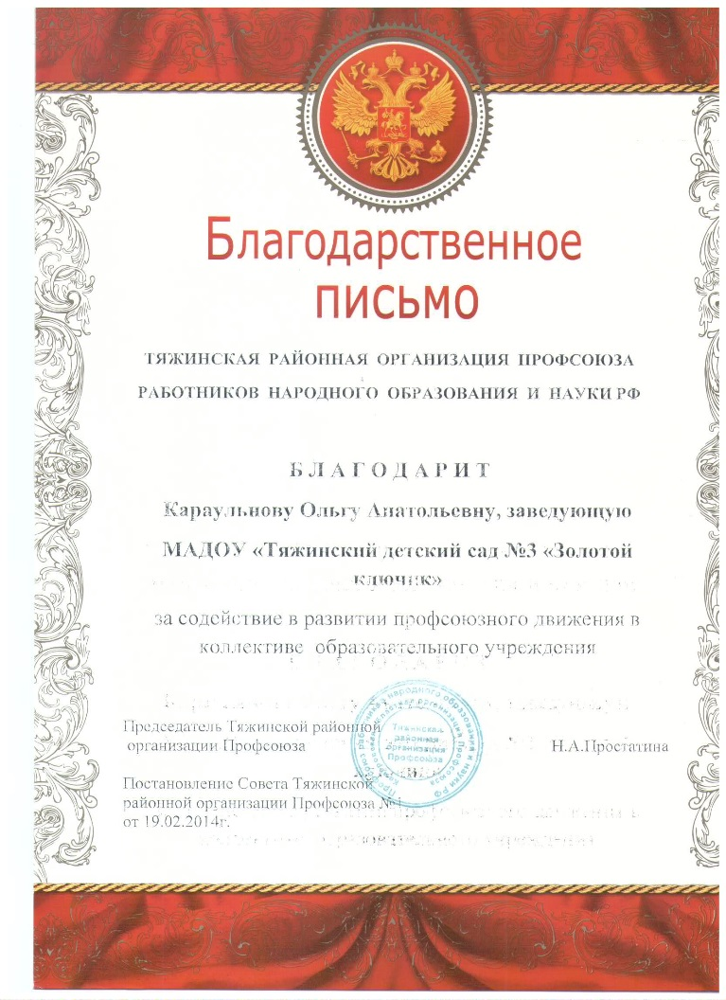 Благодарственное
письмо
ТЯЖИНСКАЯ РАЙОННАЯ ОРГАНИЗАЦИЯ ПРОФСОЮЗА
РАБОТНИКОВ НАРОДНОГО ОБРАЗОВАНИЯ И НАУКИ РФ
БЛАГОДАРИТ
Караульнову Ольгу Анатольевну, заведующую
МАДОУ «Тяжинский детский сад №3 «Золотой
ключик»
за содействие в развитии профсоюзного движения в
коллективе образовательного учреждения
Председатель Тяжинской районной
организации Профсоюза
Н.А.Простатина
Тяжинская
районная
организация
Профсоюза
Постановление Совета Тяжинской
районной организации Профсоюза №4
от 19.02.2014г.